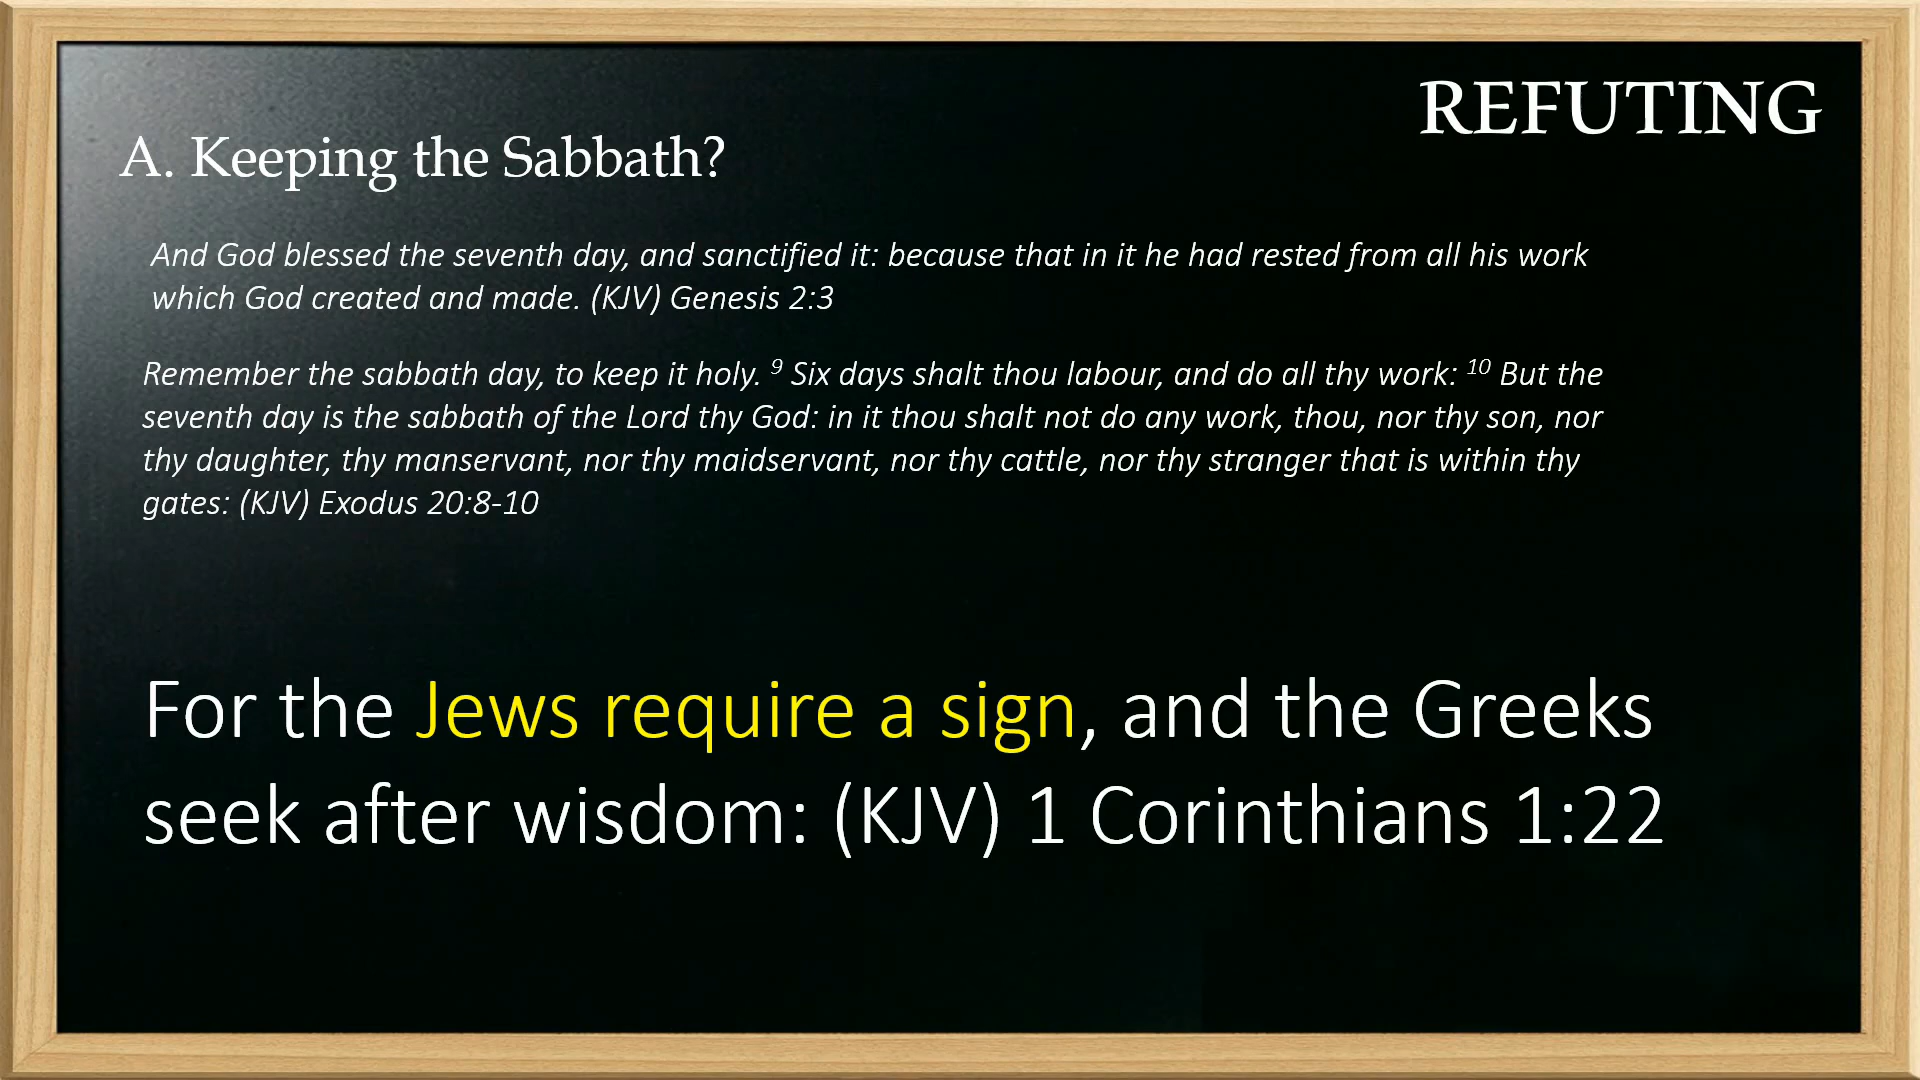 REFUTING
A. Keeping the Sabbath?
And God blessed the seventh day, and sanctified it: because that in it he had rested from all his work
which God created and made. (KJV) Genesis 2:3
Remember the sabbath day, to keep it holy. 9 Six days shalt thou labour, and do all thy work: 10 But the
seventh day is the sabbath of the Lord thy God: in it thou shalt not do any work, thou, nor thy son, nor
thy daughter, thy manservant, nor thy maidservant, nor thy cattle, nor thy stranger that is within thy
gates: (KJV) Exodus 20:8-10
For the Jews require a sign, and the Greeks
seek after wisdom: (KJV) 1 Corinthians 1:22